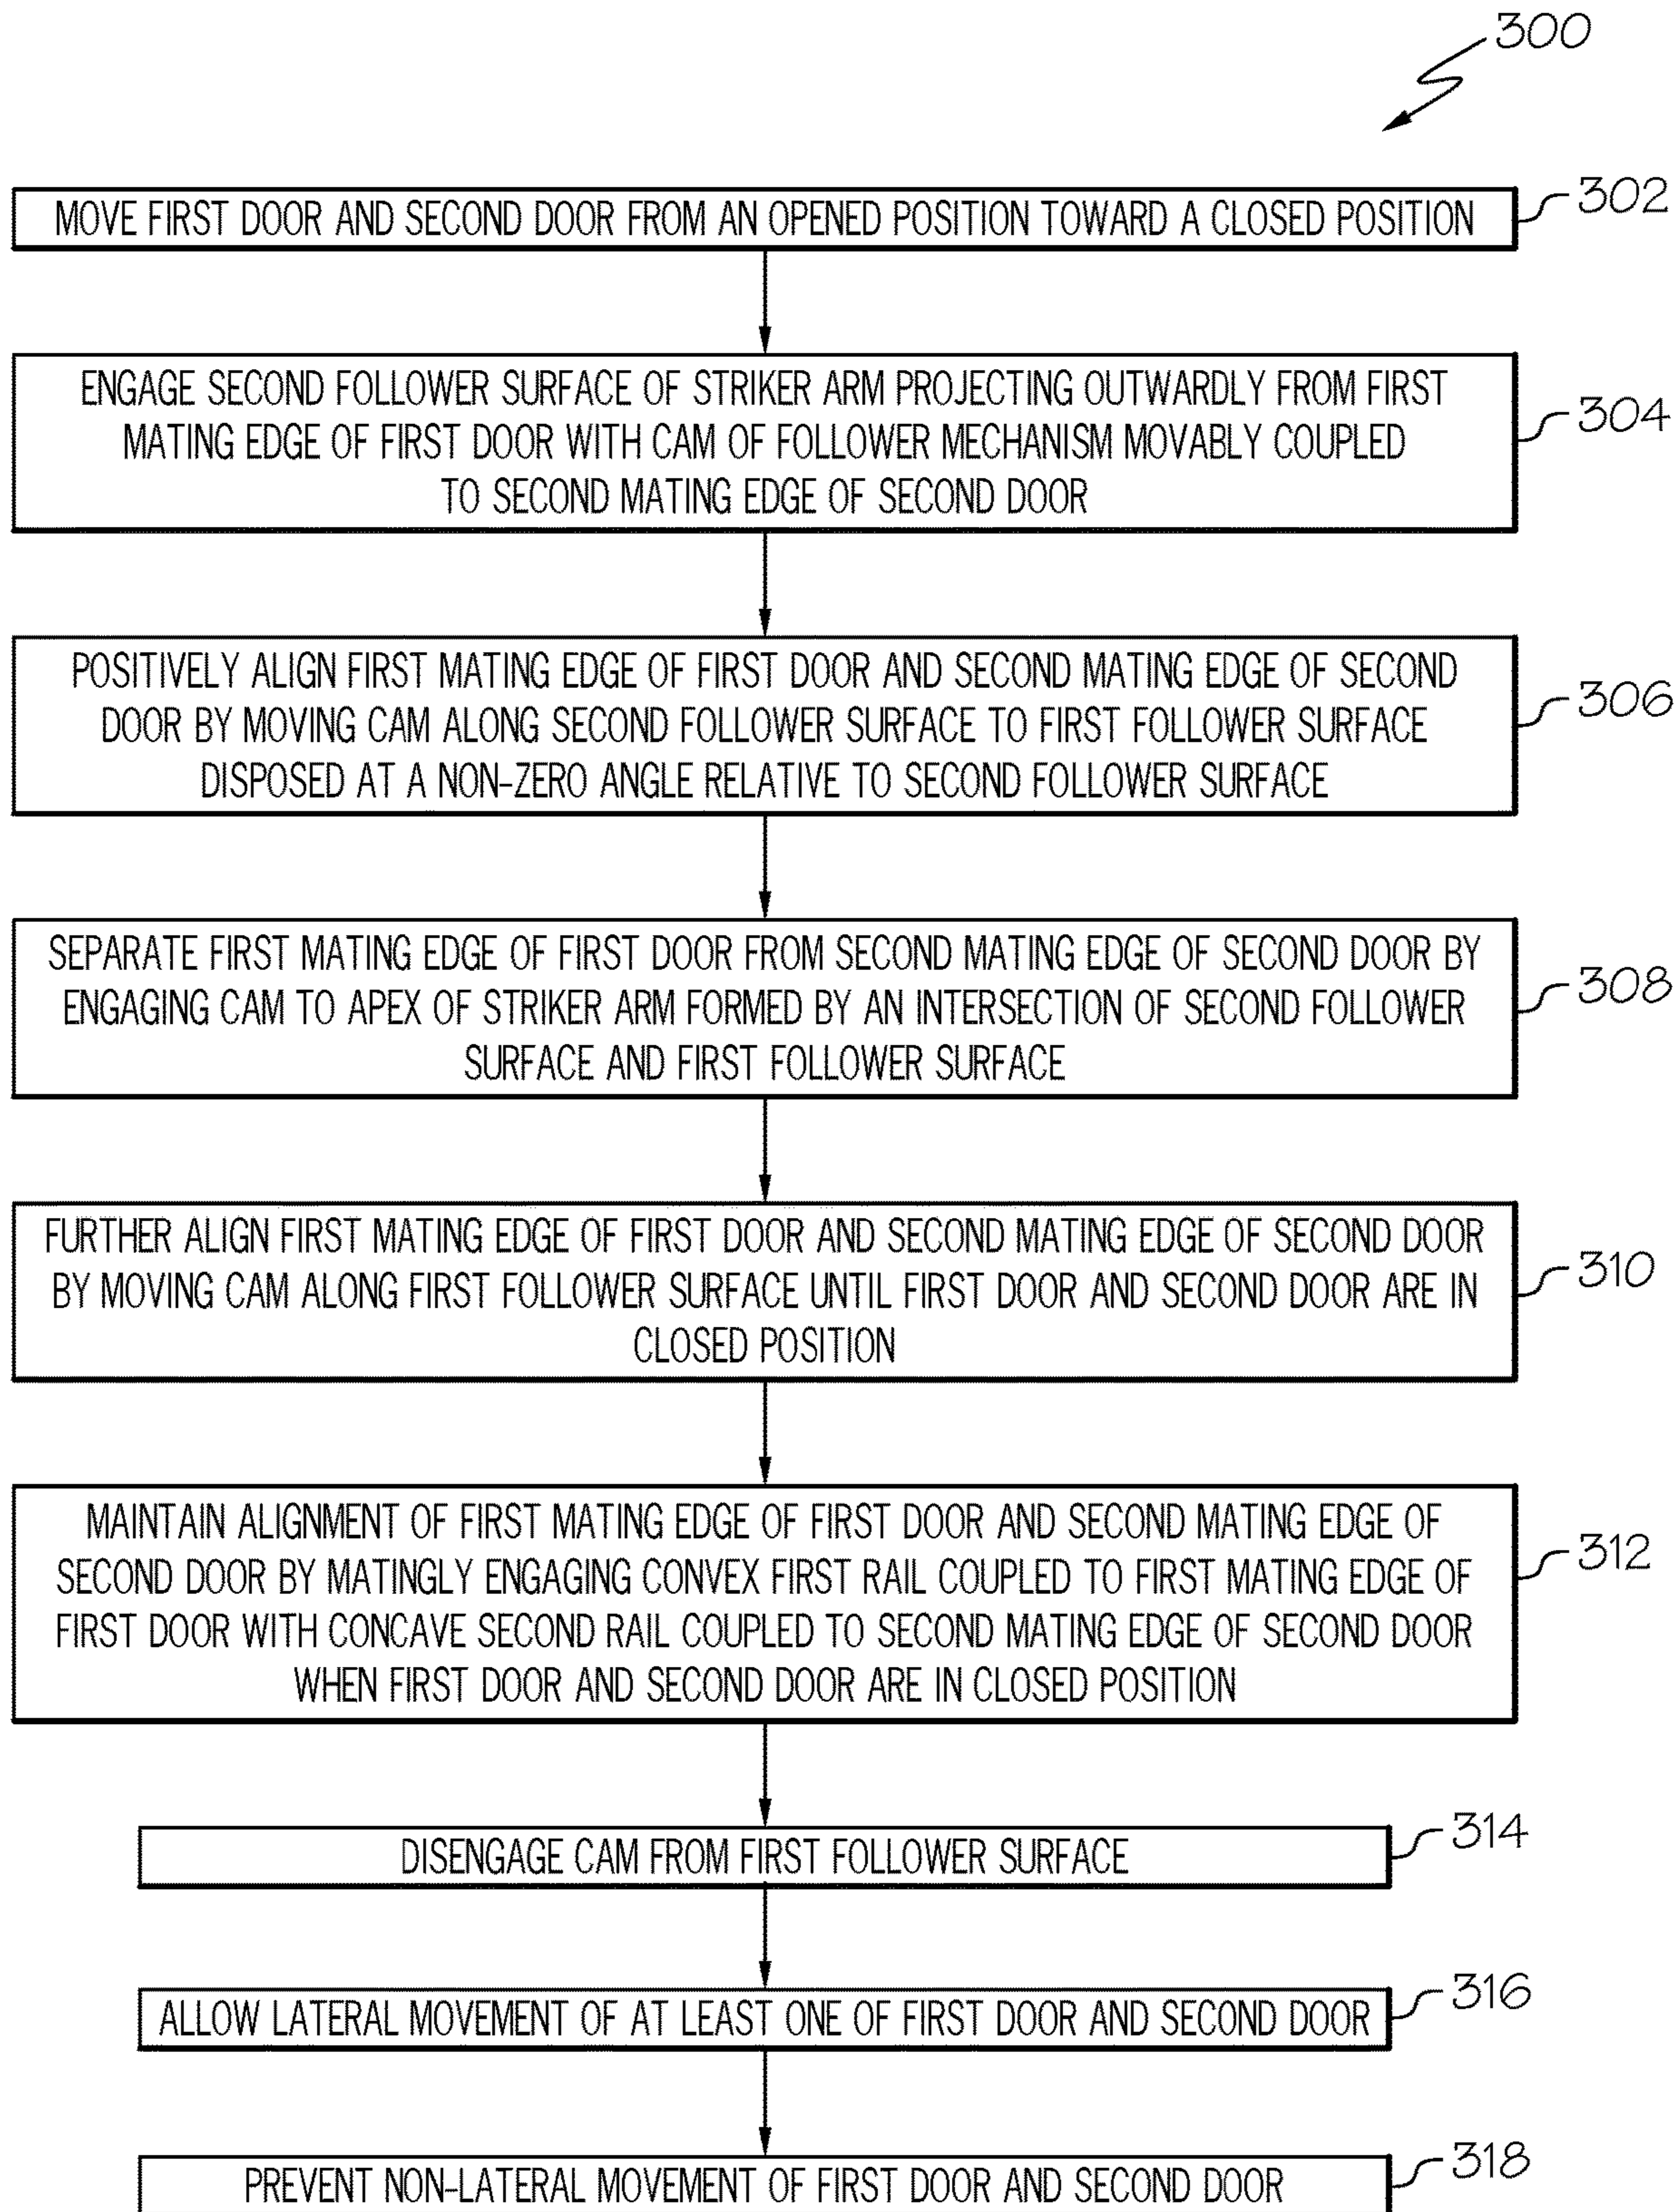 300
MOVE FIRST DOOR AND SECOND DOOR FROM AN OPENED POSITION TOWARD A CLOSED POSITION
302
ENGAGE SECOND FOLLOWER SURFACE OF STRIKER ARM PROJECTING OUTWARDLY FROM FIRST
MATING EDGE OF FIRST DOOR WITH CAM OF FOLLOWER MECHANISM MOVABLY COUPLED
TO SECOND MATING EDGE OF SECOND DOOR
304
POSITIVELY ALIGN FIRST MATING EDGE OF FIRST DOOR AND SECOND MATING EDGE OF SECOND
DOOR BY MOVING CAM ALONG SECOND FOLLOWER SURFACE TO FIRST FOLLOWER SURFACE
DISPOSED AT A NON-ZERO ANGLE RELATIVE TO SECOND FOLLOWER SURFACE
306
SEPARATE FIRST MATING EDGE OF FIRST DOOR FROM SECOND MATING EDGE OF SECOND DOOR BY
ENGAGING CAM TO APEX OF STRIKER ARM FORMED BY AN INTERSECTION OF SECOND FOLLOWER
SURFACE AND FIRST FOLLOWER SURFACE
308
FURTHER ALIGN FIRST MATING EDGE OF FIRST DOOR AND SECOND MATING EDGE OF SECOND DOOR
BY MOVING CAM ALONG FIRST FOLLOWER SURFACE UNTIL FIRST DOOR AND SECOND DOOR ARE IN
CLOSED POSITION
310
MAINTAIN ALIGNMENT OF FIRST MATING EDGE OF FIRST DOOR AND SECOND MATING EDGE OF
SECOND DOOR BY MATINGLY ENGAGING CONVEX FIRST RAIL COUPLED TO FIRST MATING EDGE OF
FIRST DOOR WITH CONCAVE SECOND RAIL COUPLED TO SECOND MATING EDGE OF SECOND DOOR
WHEN FIRST DOOR AND SECOND DOOR ARE IN CLOSED POSITION
312
DISENGAGE CAM FROM FIRST FOLLOWER SURFACE
314
ALLOW LATERAL MOVEMENT OF AT LEAST ONE OF FIRST DOOR AND SECOND DOOR
316
PREVENT NON-LATERAL MOVEMENT OF FIRST DOOR AND SECOND DOOR
318